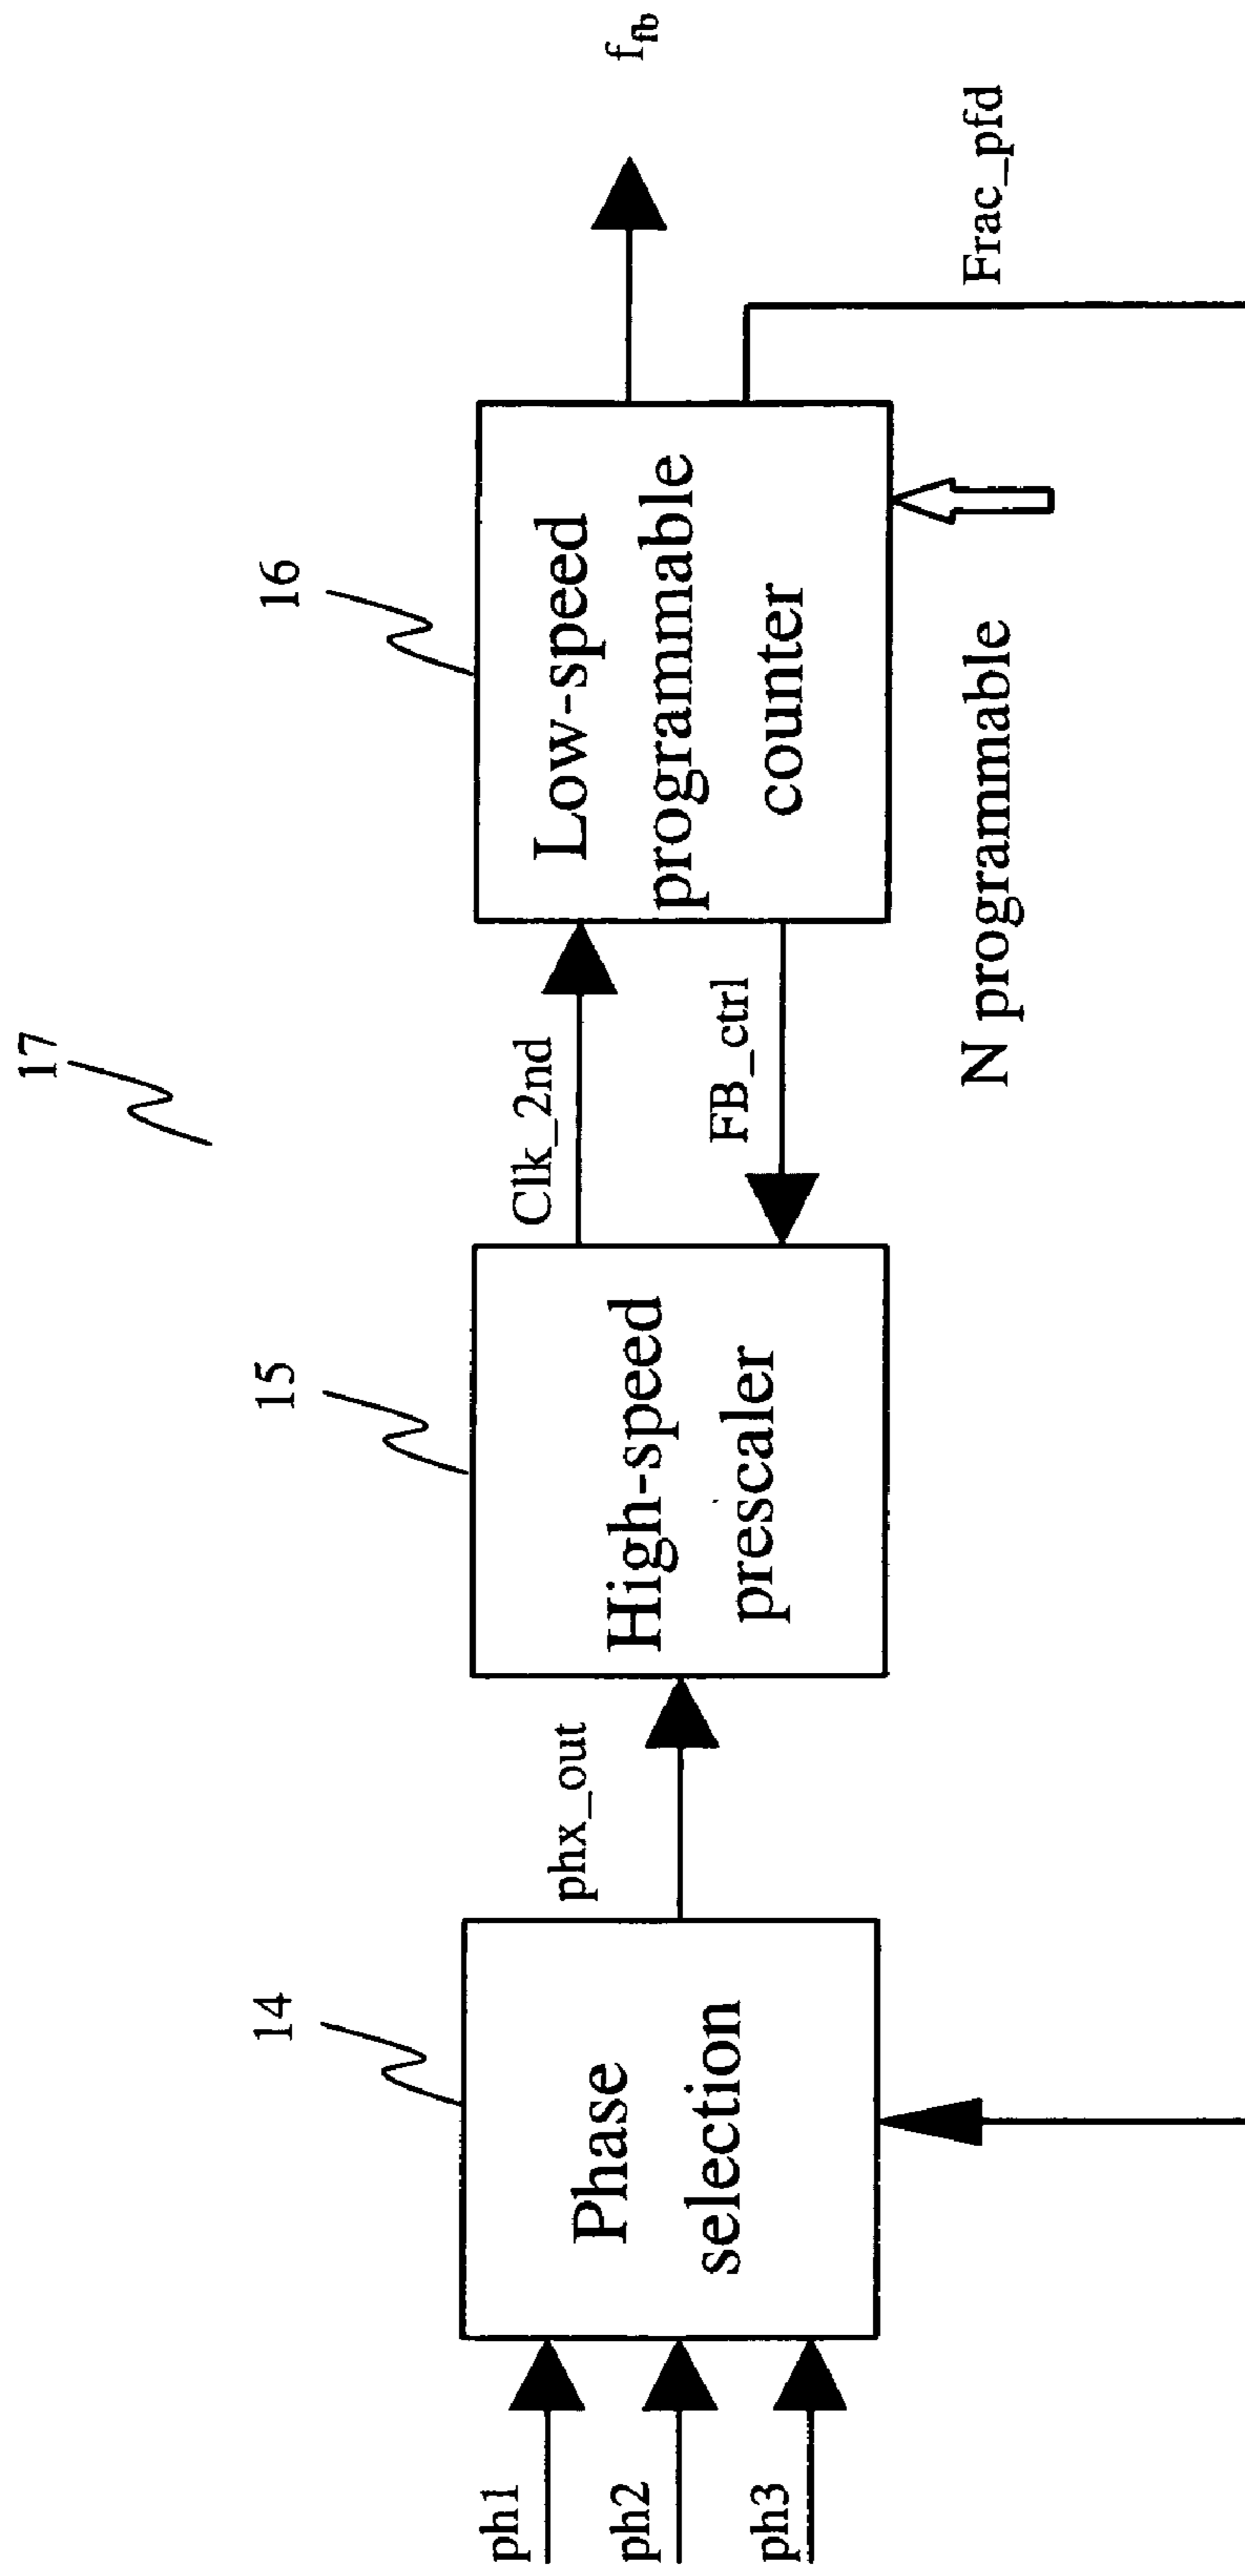 17
14
15
16
ph1
ph2
ph3
Phase
selection
phx_out
High-speed
prescaler
Clk_2nd
FB_ctrl
Low-speed
programmable
counter
N programmable
f_fb
Frac_pfd